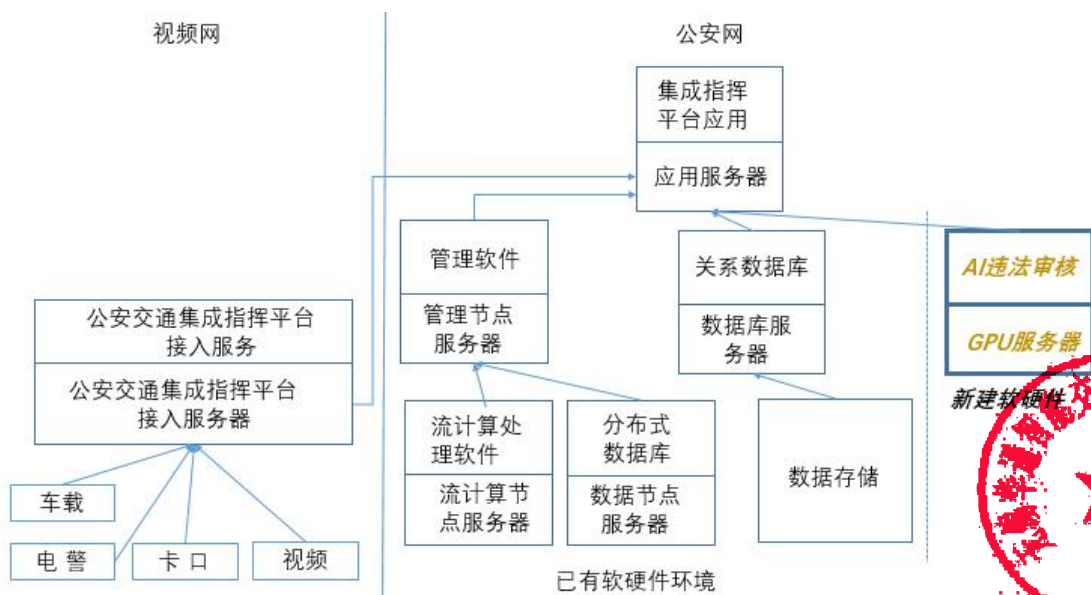 视频网
公安网
集成指挥
平台应用
应用服务器
管理软件
管理节点
服务器
关系数据库
数据库服
务器
AI违法审核
GPU服务器
新建软硬件
公安交通集成指挥平台
接入服务
公安交通集成指挥平台
接入服务器
流计算处
理软件
流计算节
点服务器
分布式
数据库
数据节点
服务器
数据存储
车载
电 警
卡 口
视频
已有软硬件环境